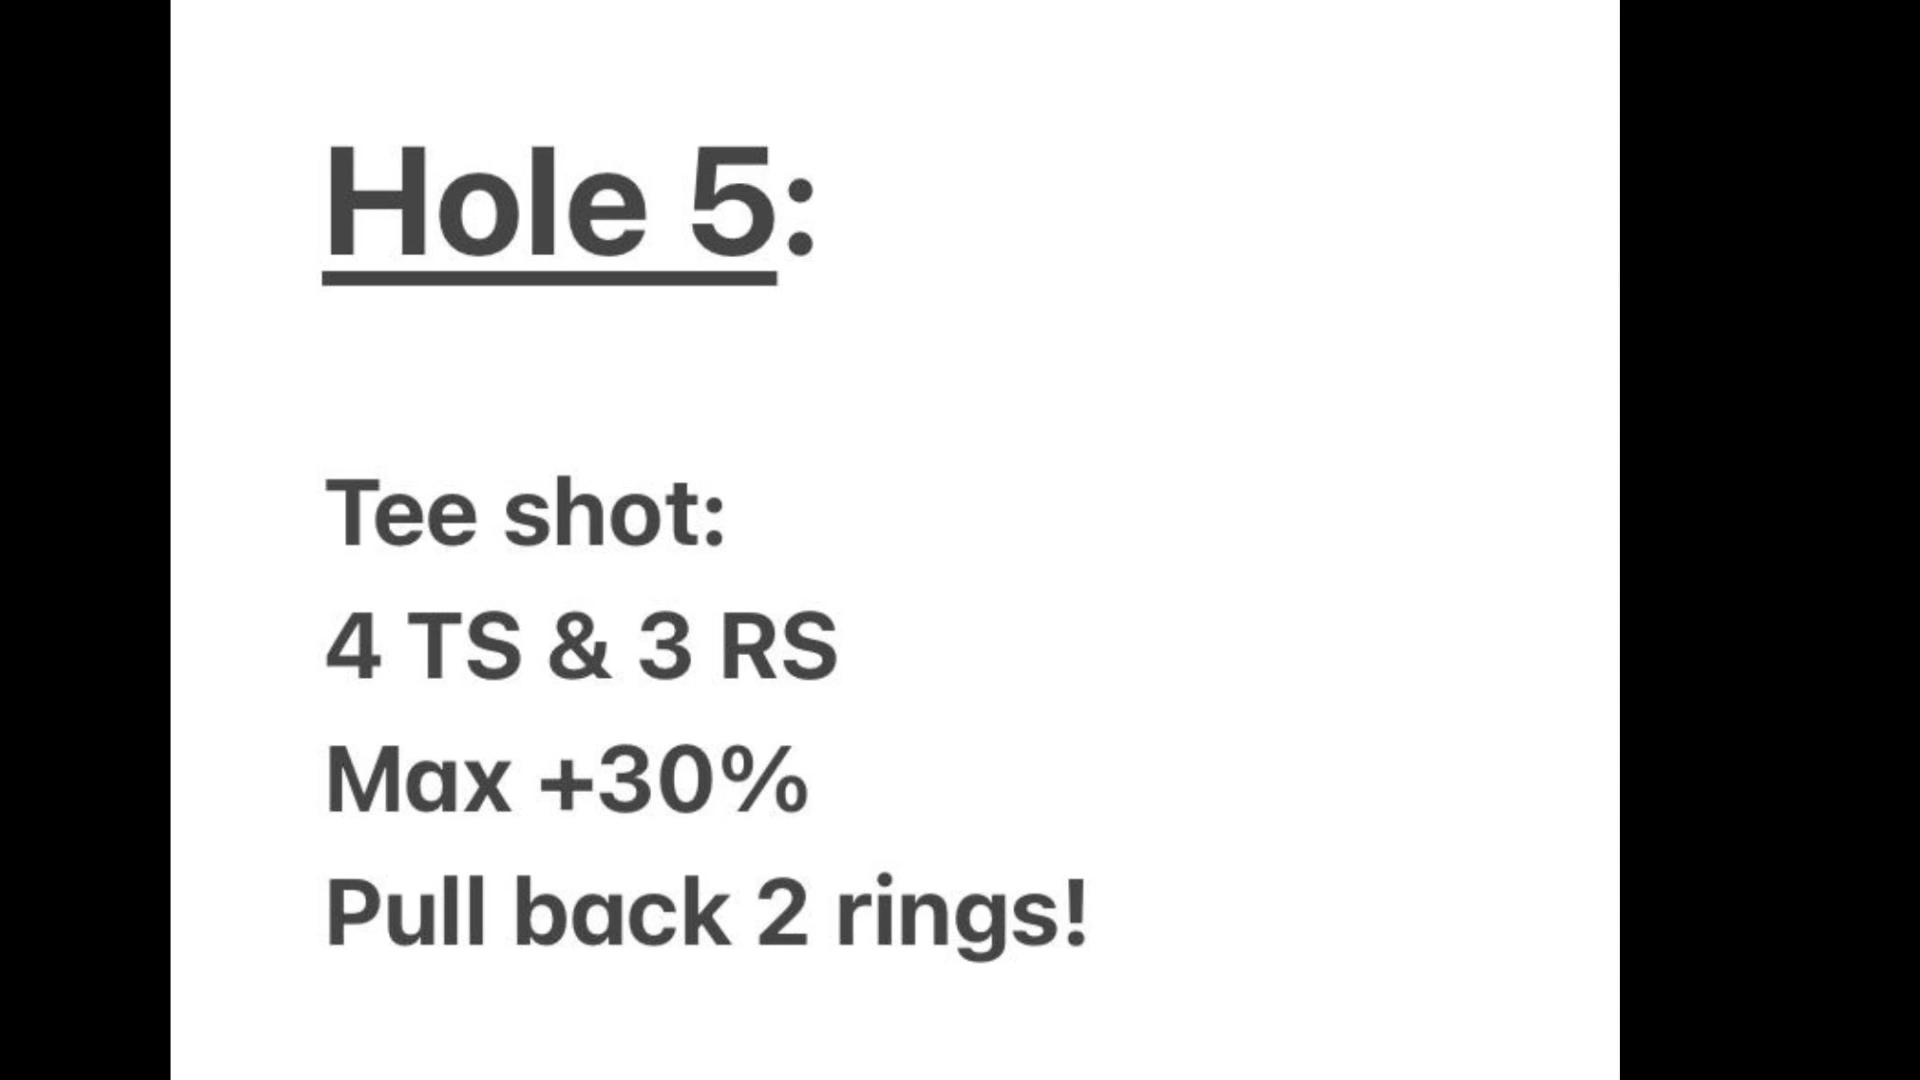 Hole 5:
Tee shot:
4 TS & 3 RS
Max +30%
Pull back 2 rings!